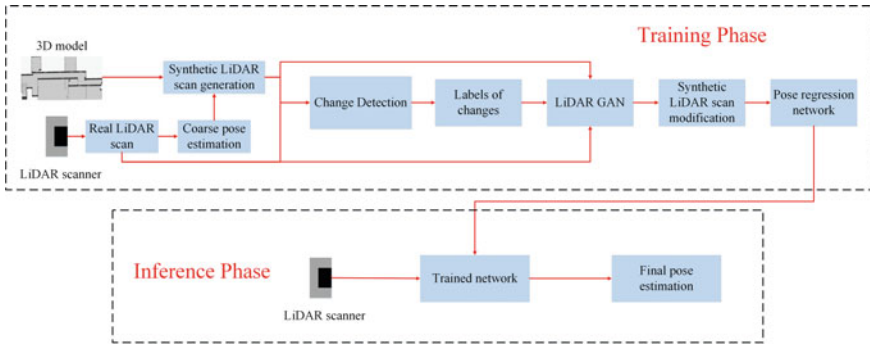 Training Phase
3D model
Synthetic LiDAR
scan generation
Change Detection
Labels of
changes
LiDAR GAN
Synthetic
LiDAR scan
modification
Pose regression
network
Real LiDAR
scan
Coarse pose
estimation
LiDAR scanner
Inference Phase
Trained network
Final pose
estimation
LiDAR scanner